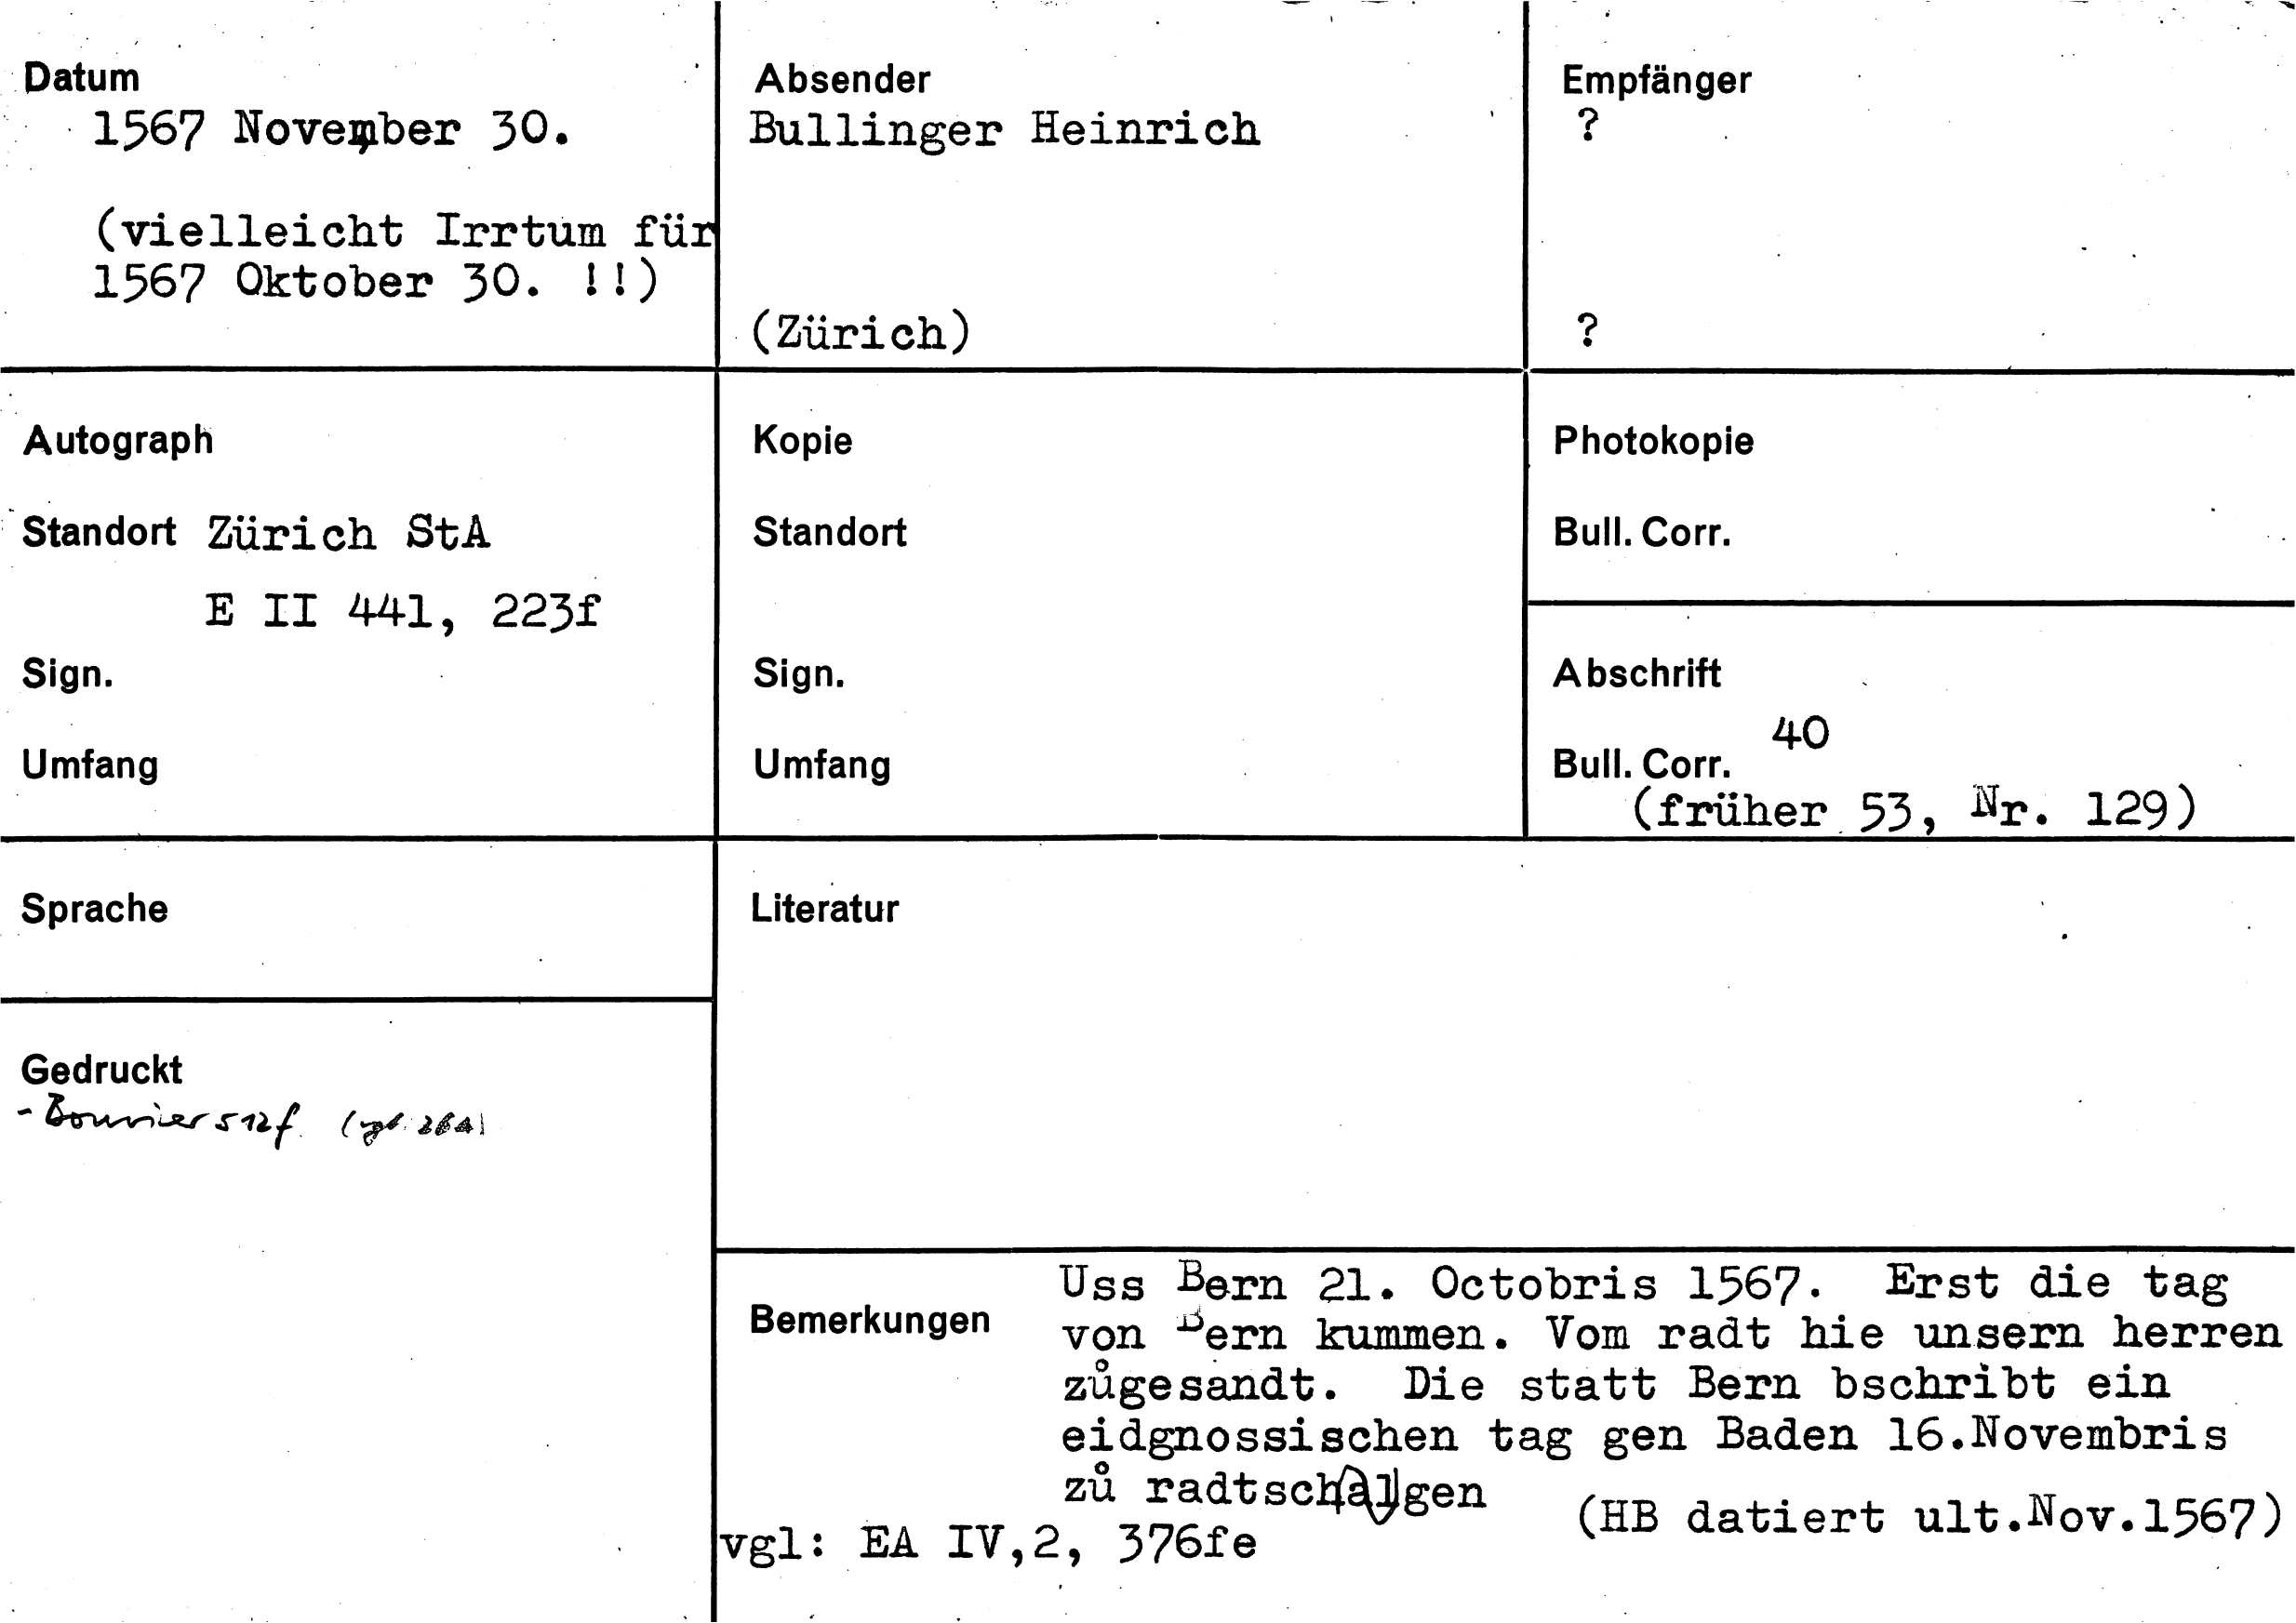 Datum
1567 November 30.
(vielleicht Irrtum für
1567 Oktober 30. !!)
Absender
Bullinger Heinrich
(Zürich)
Empfänger
?
?
Autograph
Standort Zürich StA
E II 441, 223f
Sign.
Umfang
Kopie
Standort
Sign.
Umfang
Photokopie
Bull. Corr.
Abschrift
Bull. Corr. 40
(früher 53, Nr. 129)
Sprache
Gedruckt
- Bouvier 512f. (vgl.
Literatur
Bemerkungen
Uss Bern 21. Octobris 1567. Erst die tag
von Bern kummen. Vom radt hie unsern herren
zůgesandt. Die statt Bern bschribt ein
eidgnossischen tag gen Baden 16.Novembris
zů radtschalgen
(HB datiert ult.Nov.1567)
vgl: EA IV,2, 376fe